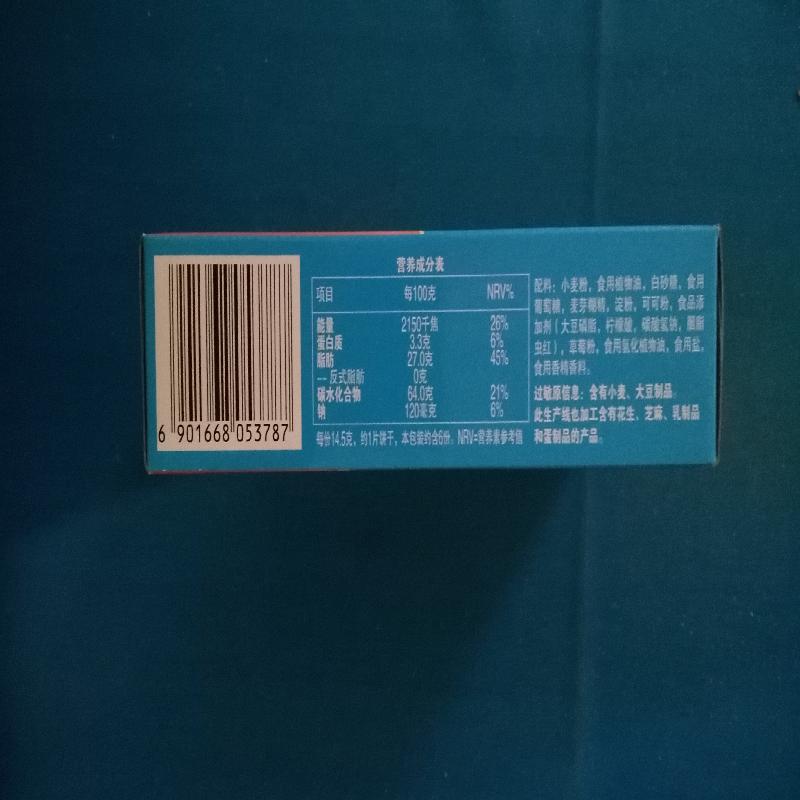 营养成分表
项目 每100克 NRV%
能量 2150千焦 26%
蛋白质 3.3克 6%
脂肪 27.0克 45%
--反式脂肪 0克
碳水化合物 64.0克 21%
钠 120毫克 6%
每份14.5克，约1片饼干，本包装约含6份。NRV=营养素参考值
配料：小麦粉，食用植物油，白砂糖，食用
葡萄糖，麦芽糊精，淀粉，可可粉，食品添
加剂（大豆磷脂，柠檬酸，碳酸氢钠，胭脂
虫红），草莓粉，食用氢化植物油，食用盐，
食用香精香料。
过敏原信息：含有小麦、大豆制品。
此生产线也加工含有花生、芝麻、乳制品
和蛋制品的产品。
6 901668 053787